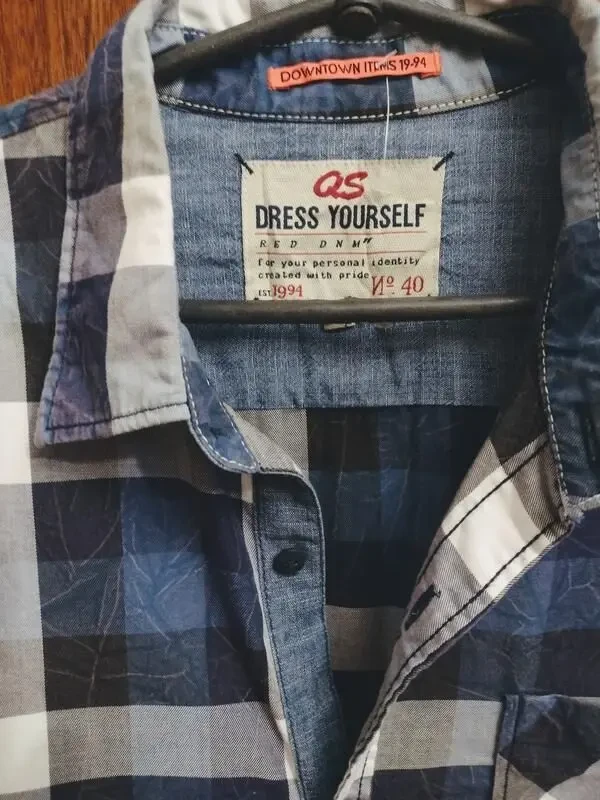 DOWNTOWN ITEMS 19-94
QS
DRESS YOURSELF
RED DNM"
for your personal identity
created with pride
EST. 1994 Nº 40